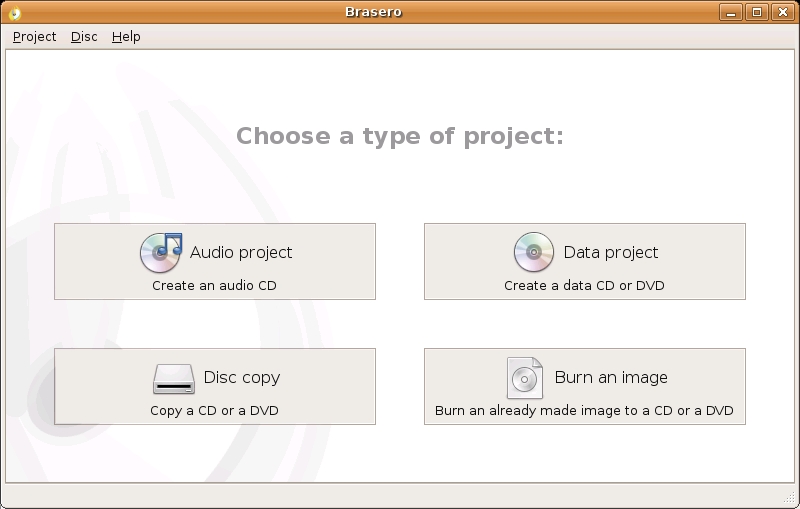 Brasero
Project Disc Help
Choose a type of project:
Audio project
Create an audio CD
Data project
Create a data CD or DVD
Disc copy
Copy a CD or a DVD
Burn an image
Burn an already made image to a CD or a DVD